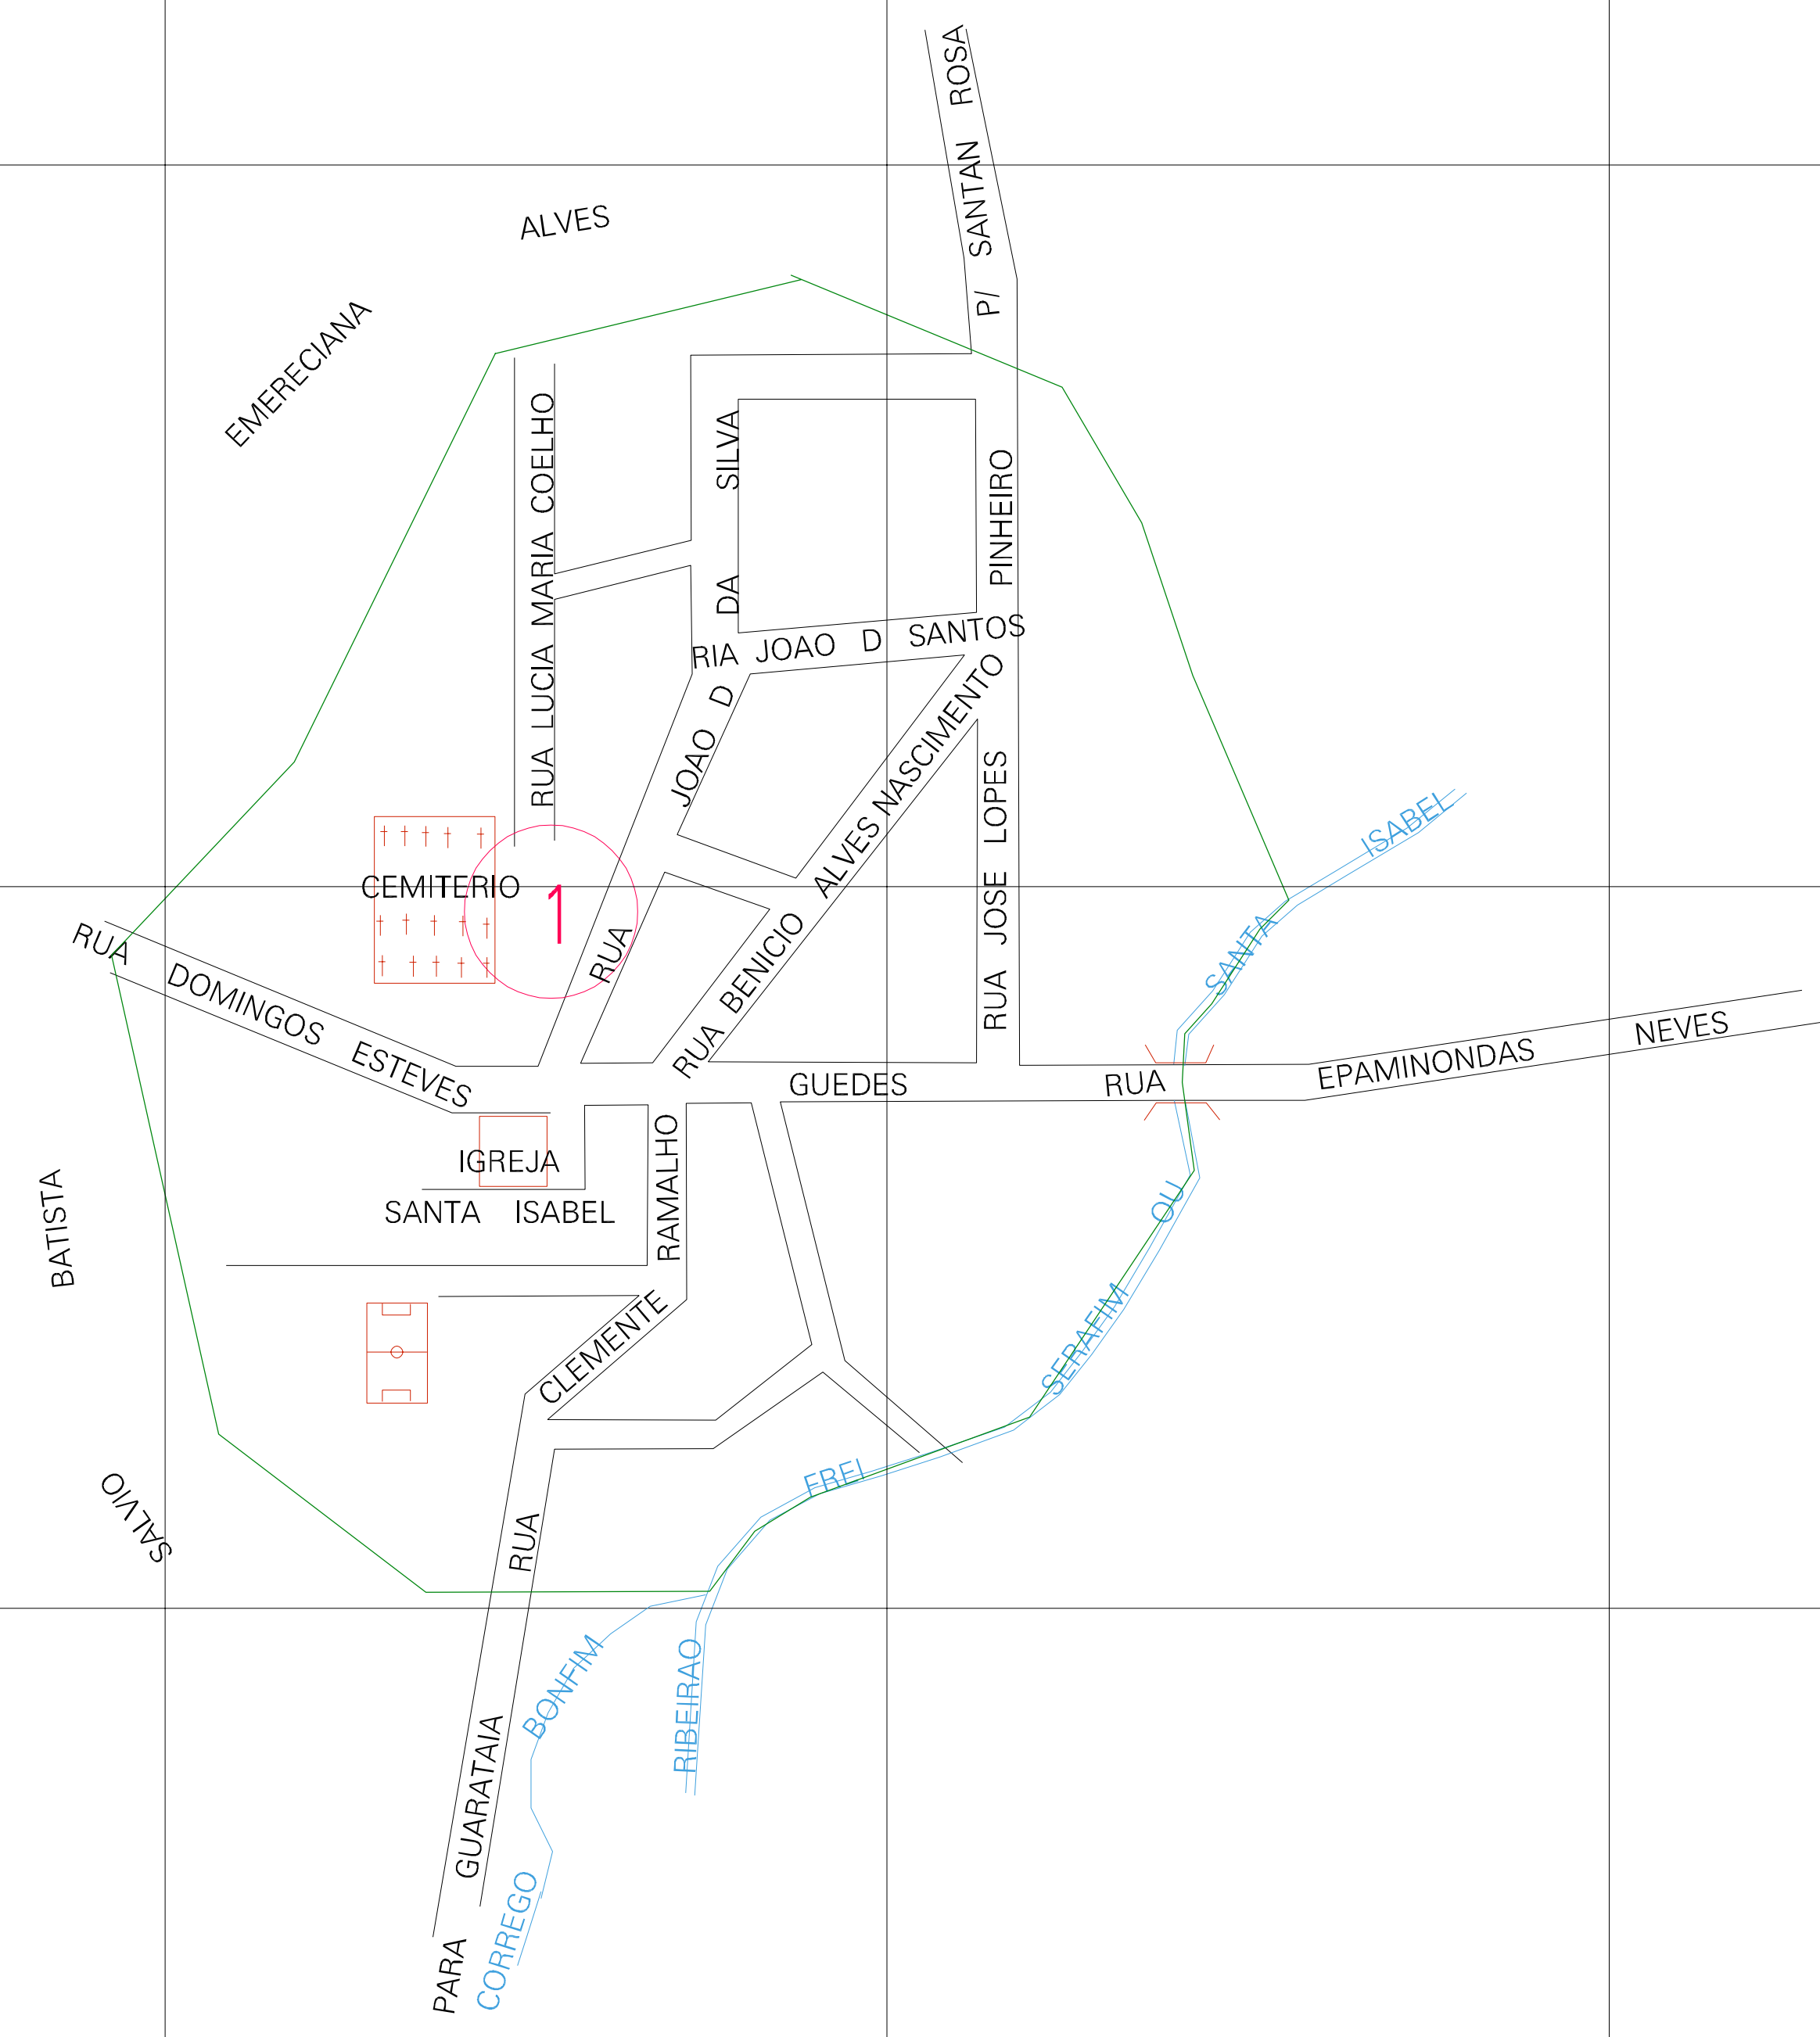 P/ SANTAN ROSA
ALVES
EMERECIANA
RUA LUCIA MARIA COELHO
RUA JOAO D DA SILVA
PINHEIRO
RIA JOAO D SANTOS
RUA BENICIO ALVES NASCIMENTO
RUA JOSE LOPES
ISABEL
SANTA
CEMITERIO
1
RUA DOMINGOS ESTEVES
GUEDES
RUA EPAMINONDAS NEVES
IGREJA
SANTA ISABEL
RUA CLEMENTE RAMALHO
BATISTA
SALVIO
OU
SERAFIM
FREI
RIBEIRAO
BONFIM
CORREGO
PARA GUARATAIA